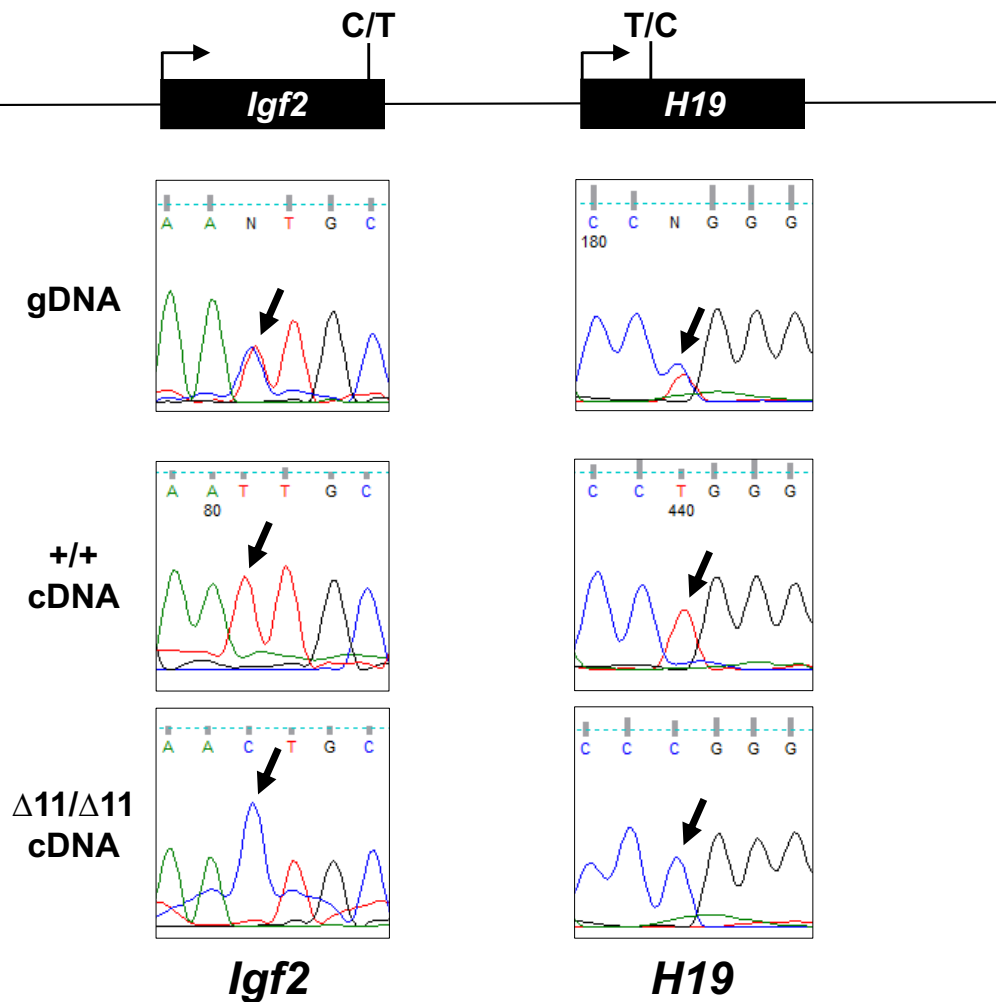 C/T T/C
Igf2 H19
A A N T G C
C C N G G G
180
gDNA
A A T T G C
80
C C T G G G
440
+/+
cDNA
A A C T G C
C C C G G G
Δ11/Δ11
cDNA
Igf2 H19